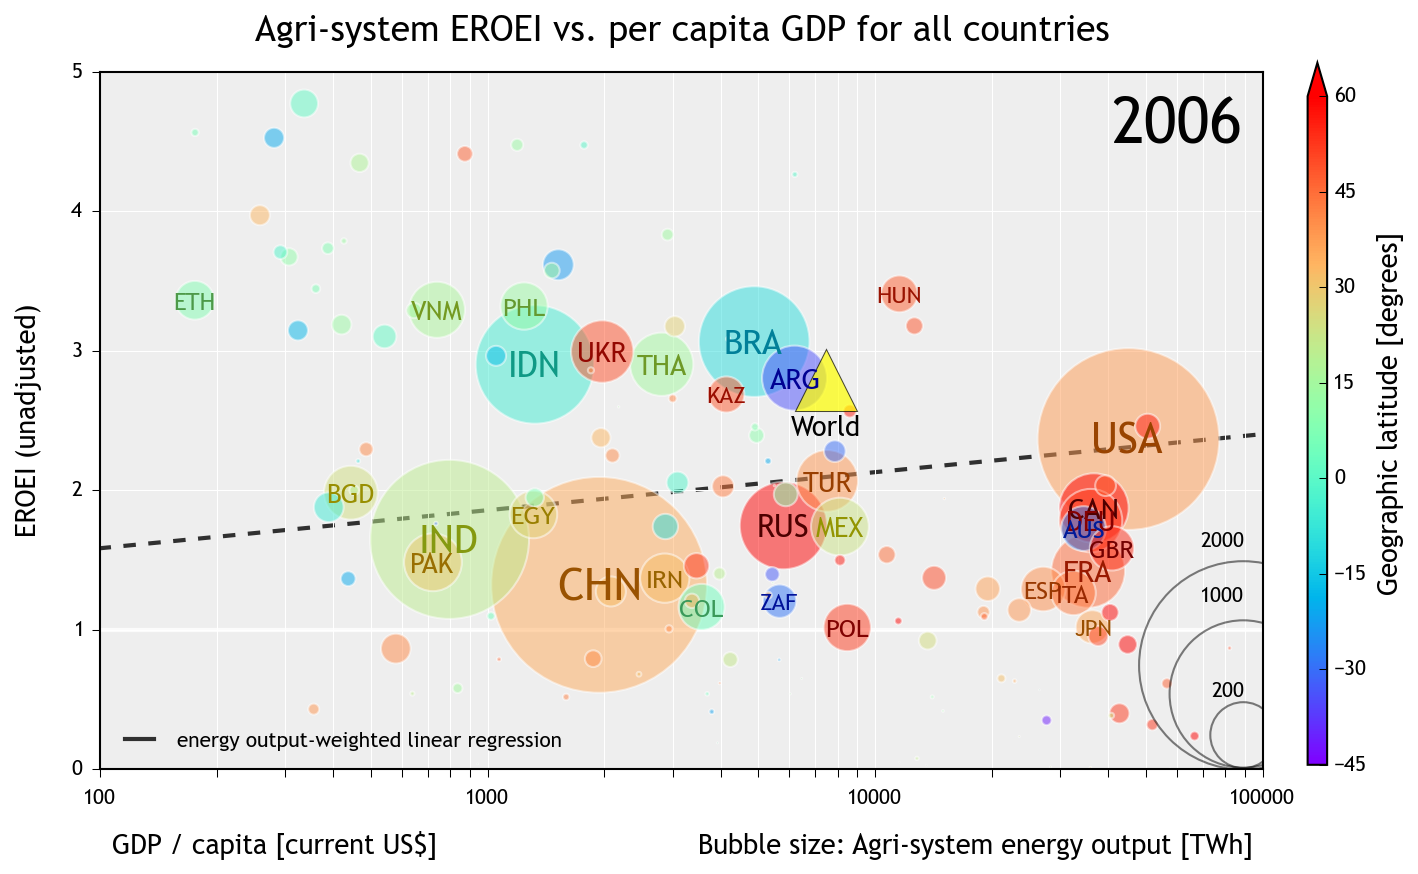 Agri-system EROEI vs. per capita GDP for all countries
2006
EROEI (unadjusted)
5
4
3
2
1
0
ETH
VNM
PHL
IDN
UKR
THA
BRA
KAZ
ARG
World
HUN
USA
BGD
IND
PAK
EGY
CHN
IRN
COL
TUR
RUS
MEX
ZAF
POL
CAN
DEU
AUS
GBR
FRA
ESP
ITA
JPN
2000
1000
200
energy output-weighted linear regression
100
1000
10000
100000
GDP / capita [current US$]
Bubble size: Agri-system energy output [TWh]
60
45
30
15
0
−15
−30
−45
Geographic latitude [degrees]